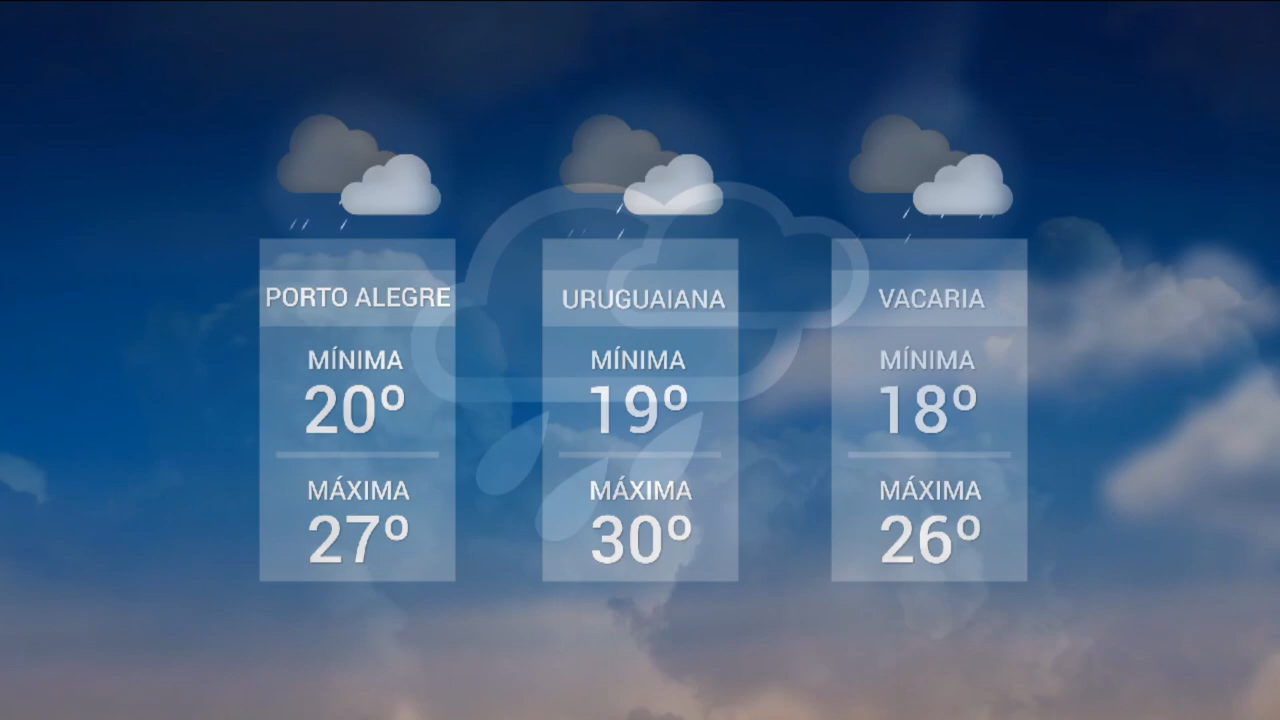 PORTO ALEGRE
MÍNIMA
20º
MÁXIMA
27º
URUGUAIANA
MÍNIMA
19º
MÁXIMA
30º
VACARIA
MÍNIMA
18º
MÁXIMA
26º